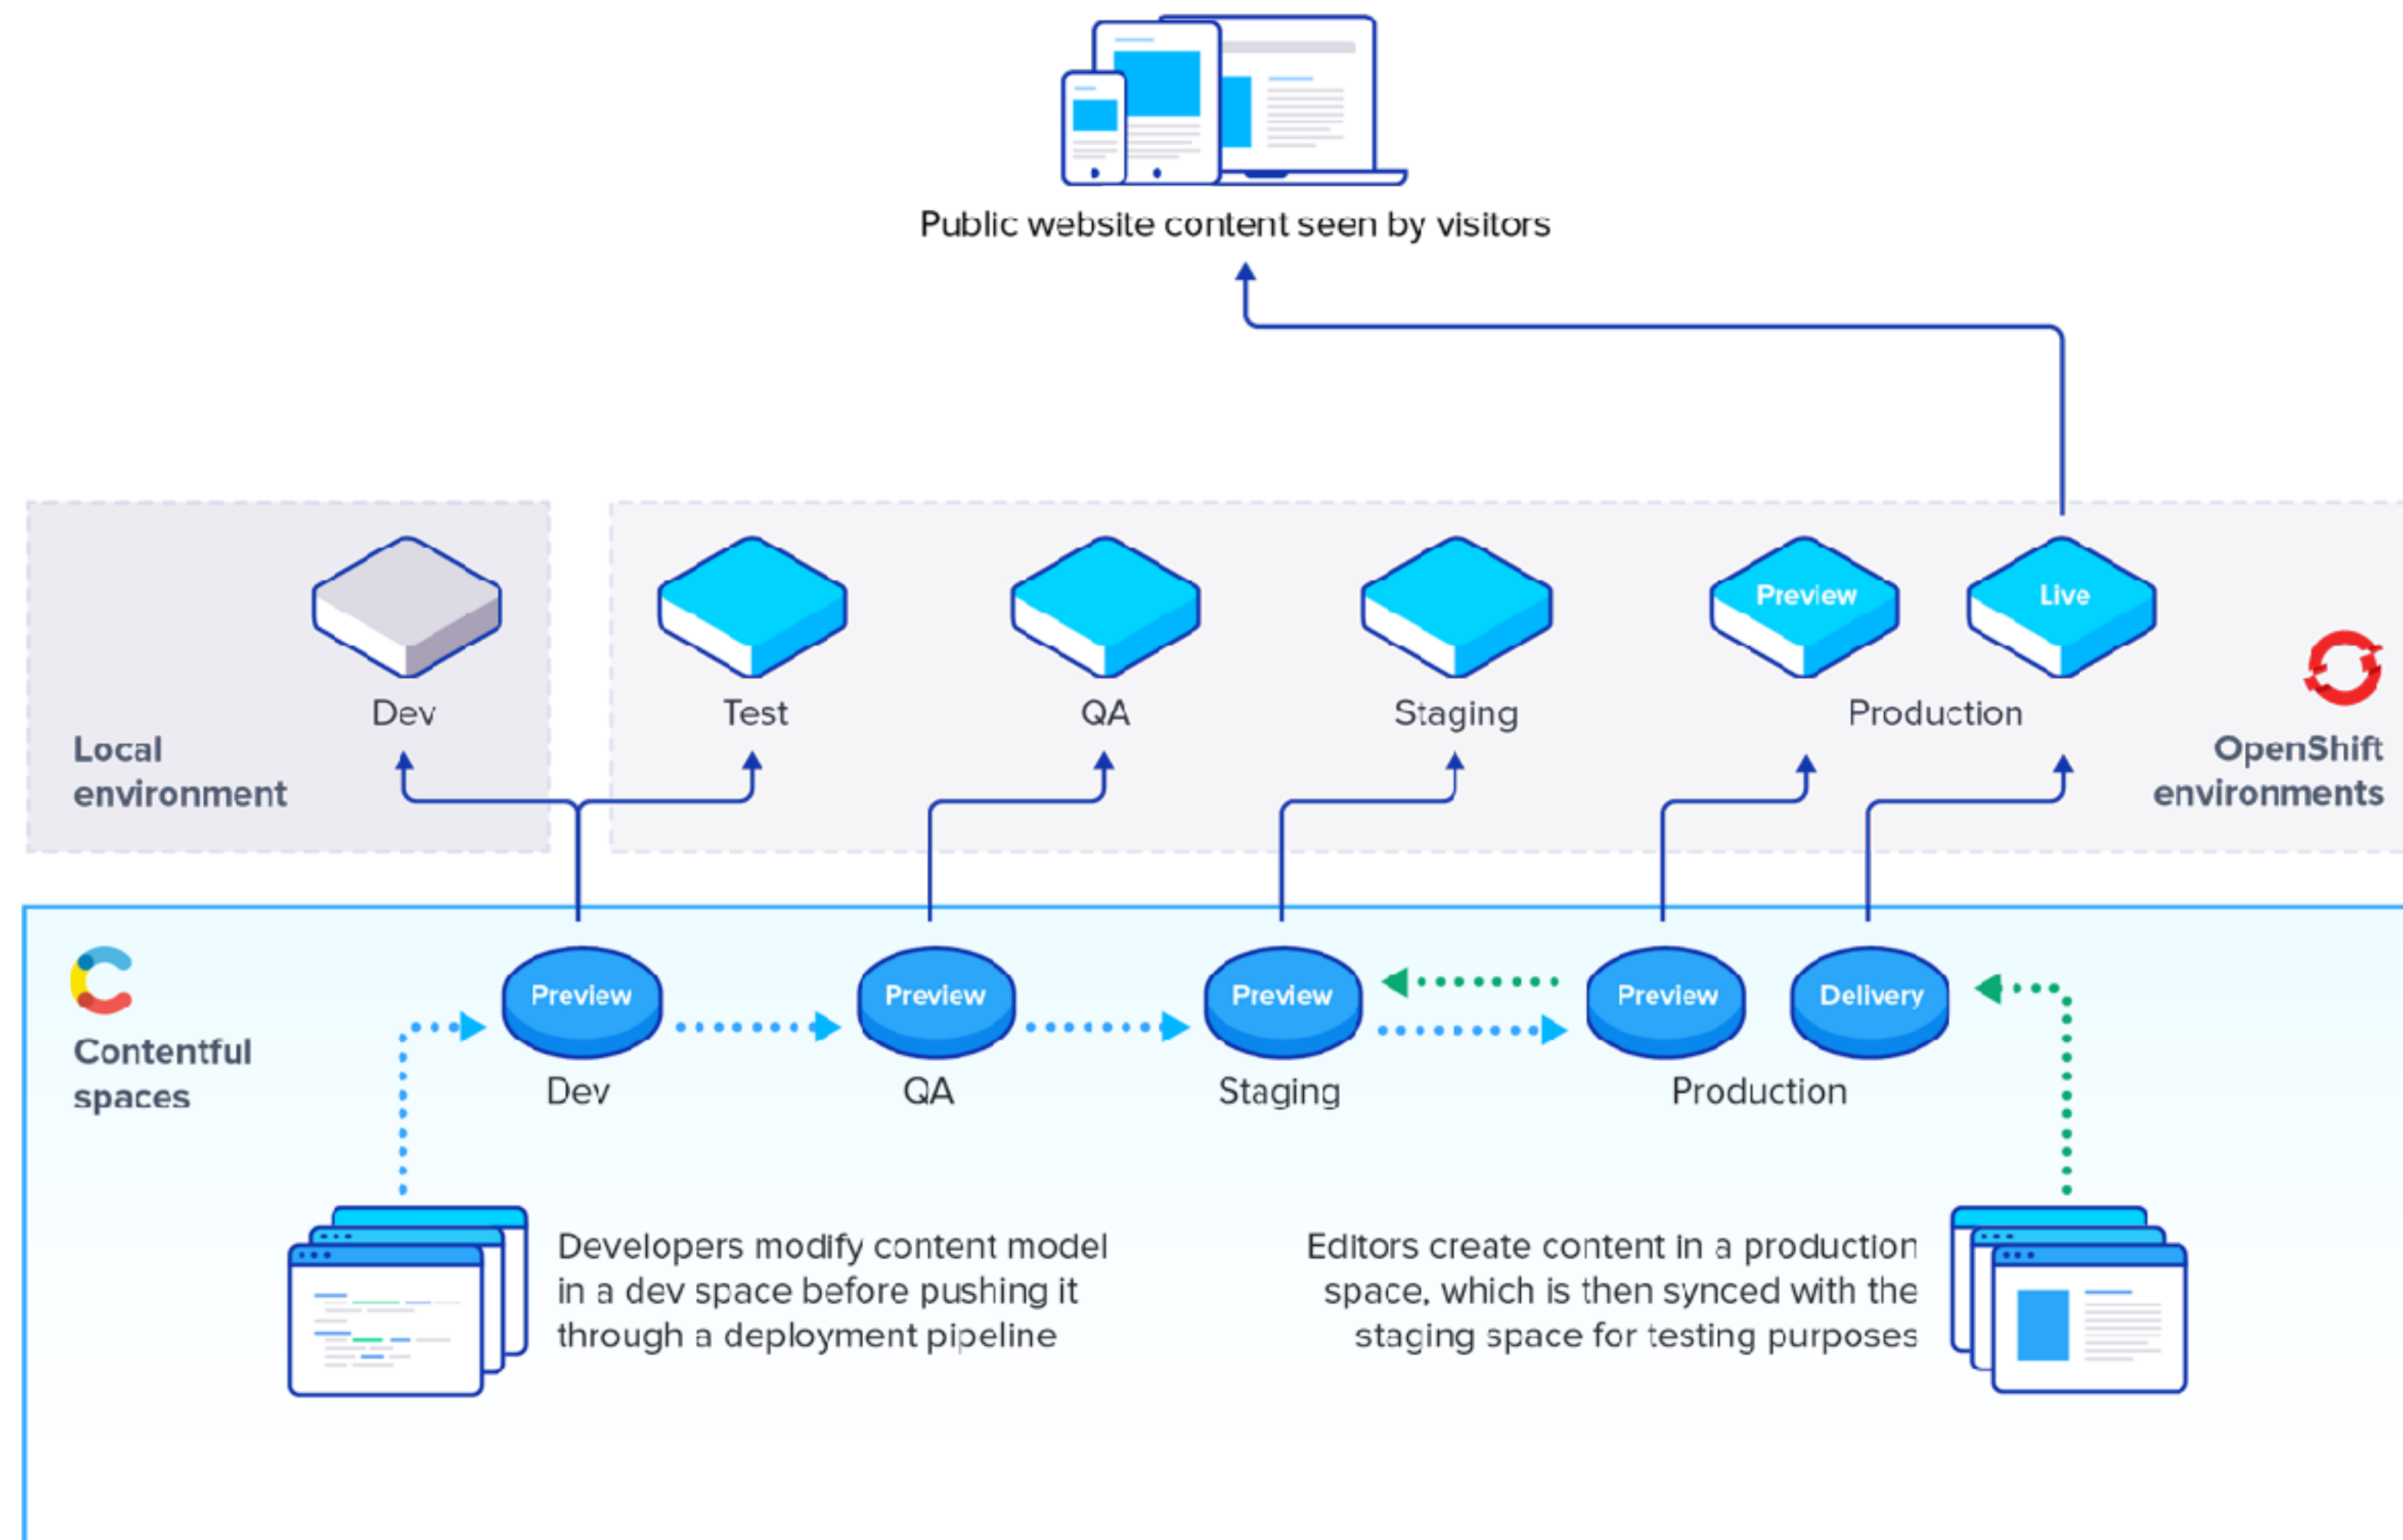 Public website content seen by visitors
Preview
Live
Dev
Test
QA
Staging
Production
Local
environment
OpenShift
environments
Contentful
spaces
Preview
Preview
Preview
Preview
Delivery
Dev
QA
Staging
Production
Developers modify content model
in a dev space before pushing it
through a deployment pipeline
Editors create content in a production
space, which is then synced with the
staging space for testing purposes